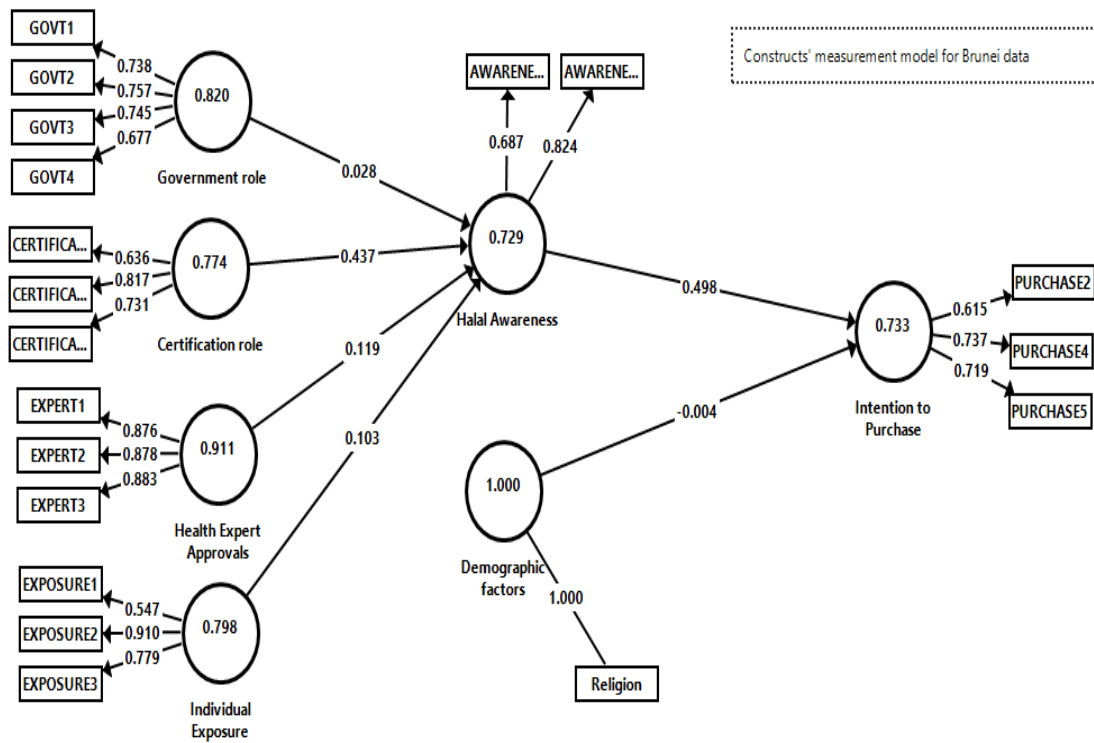 GOVT1
GOVT2
GOVT3
GOVT4
0.738
0.757
0.745
0.677
0.820
Government role
0.028
CERTIFICA...
CERTIFICA...
CERTIFICA...
0.636
0.817
0.731
0.774
Certification role
0.437
EXPERT1
EXPERT2
EXPERT3
0.876
0.878
0.883
0.911
Health Expert
Approvals
0.119
EXPOSURE1
EXPOSURE2
EXPOSURE3
0.547
0.910
0.779
0.798
Individual
Exposure
0.103
AWARENE...
AWARENE...
0.687
0.824
0.729
Halal Awareness
0.498
Constructs' measurement model for Brunei data
1.000
Demographic
factors
1.000
Religion
-0.004
0.733
Intention to
Purchase
0.615
0.737
0.719
PURCHASE2
PURCHASE4
PURCHASE5